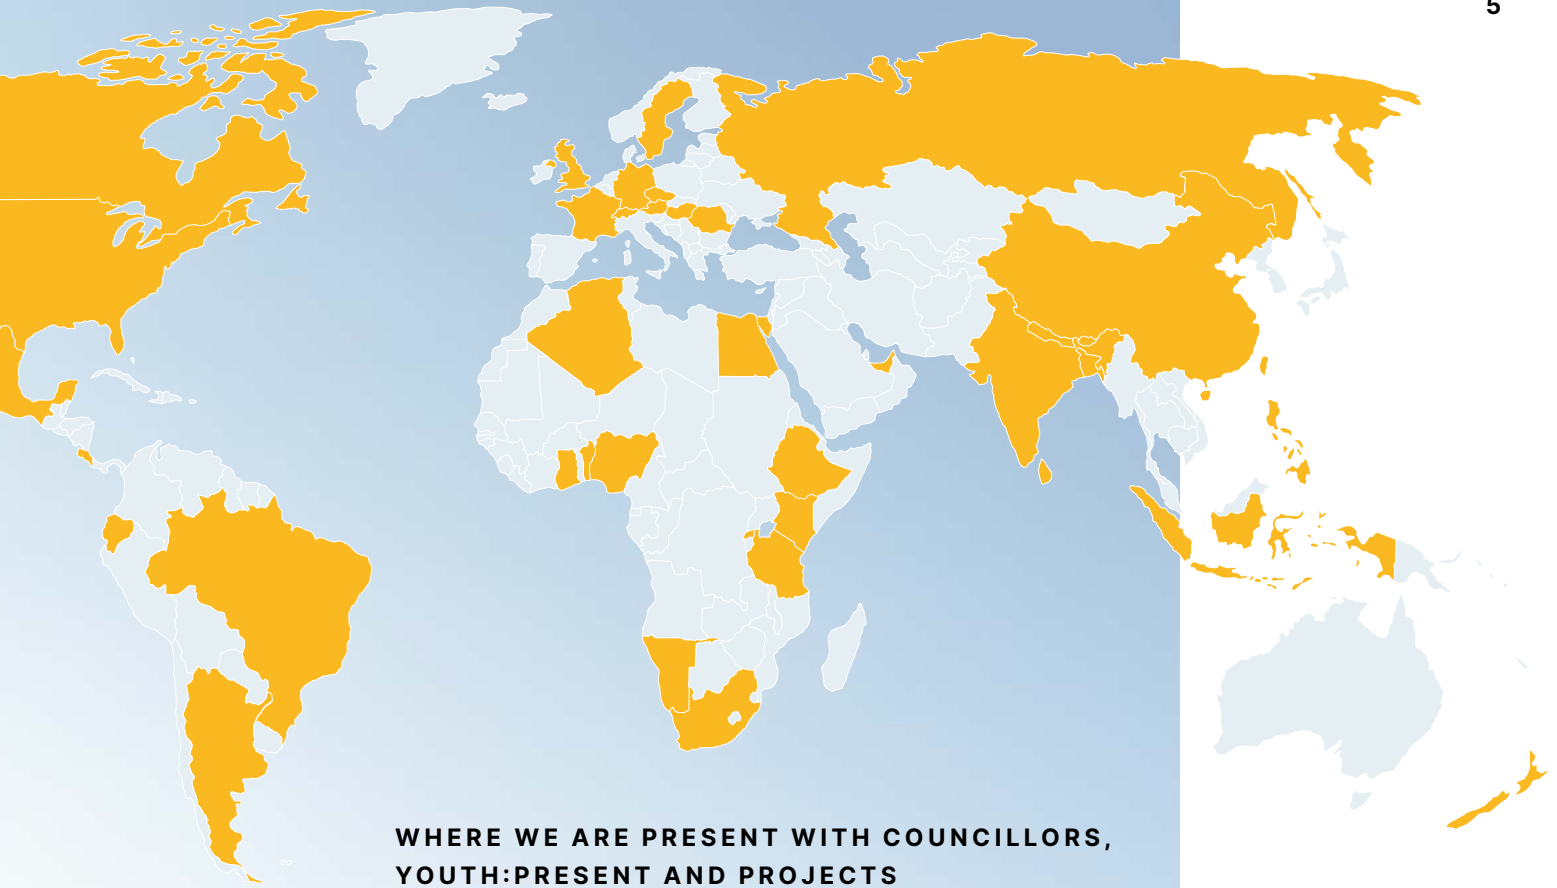 5
WHERE WE ARE PRESENT WITH COUNCILLORS,
YOUTH:PRESENT AND PROJECTS